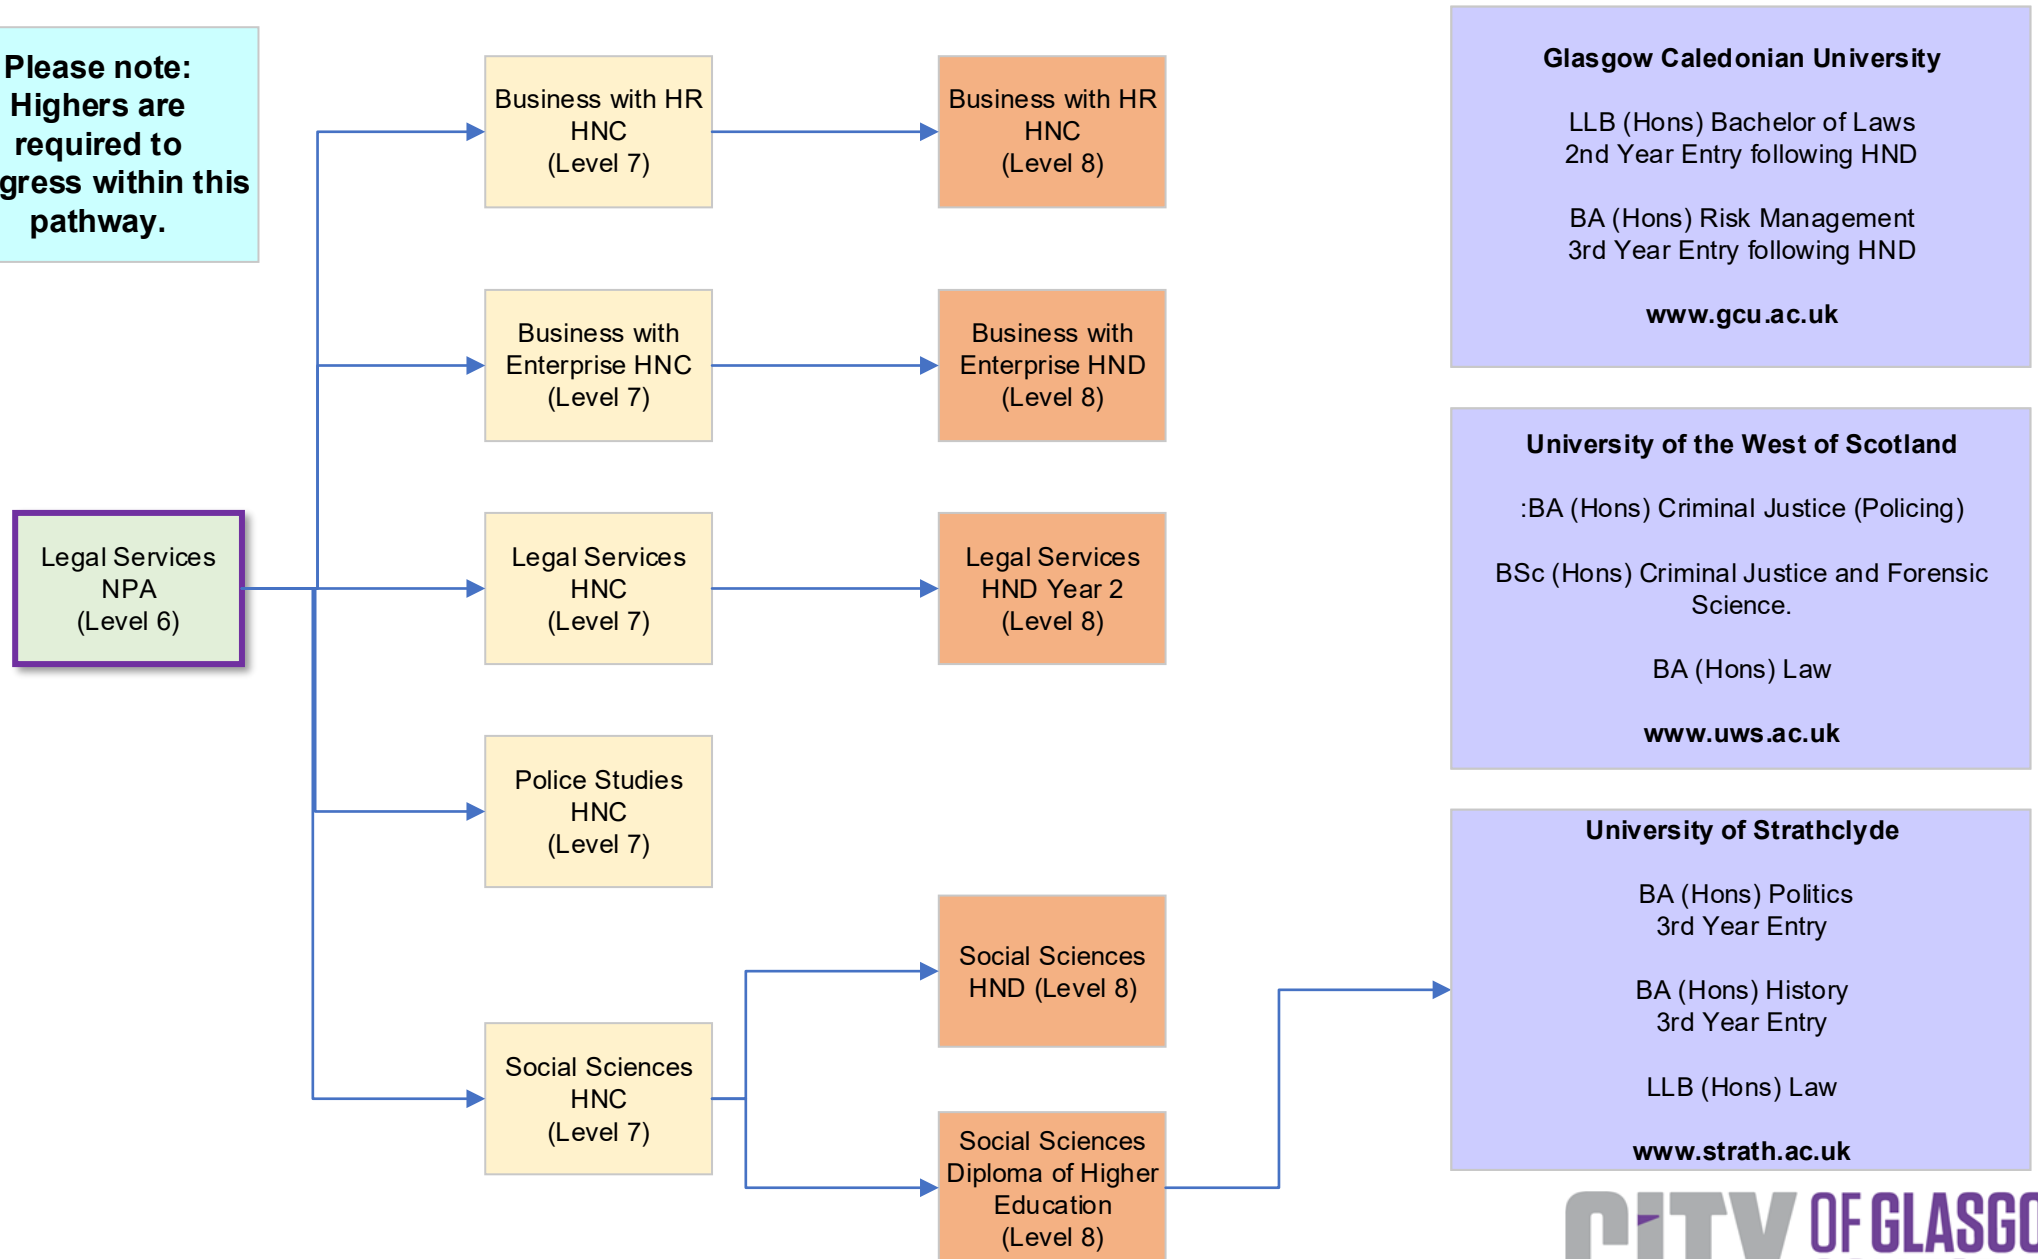 Please note:
Highers are
required to
gress within this
pathway.
Business with HR
HNC
(Level 7)
Business with HR
HNC
(Level 8)
Glasgow Caledonian University
LLB (Hons) Bachelor of Laws
2nd Year Entry following HND
BA (Hons) Risk Management
3rd Year Entry following HND
www.gcu.ac.uk
Business with
Enterprise HNC
(Level 7)
Business with
Enterprise HND
(Level 8)
University of the West of Scotland
:BA (Hons) Criminal Justice (Policing)
BSc (Hons) Criminal Justice and Forensic
Science.
BA (Hons) Law
www.uws.ac.uk
Legal Services
NPA
(Level 6)
Legal Services
HNC
(Level 7)
Legal Services
HND Year 2
(Level 8)
Police Studies
HNC
(Level 7)
University of Strathclyde
BA (Hons) Politics
3rd Year Entry
BA (Hons) History
3rd Year Entry
LLB (Hons) Law
www.strath.ac.uk
Social Sciences
HND (Level 8)
Social Sciences
HNC
(Level 7)
Social Sciences
Diploma of Higher
Education
(Level 8)
CITY OF GLASGO